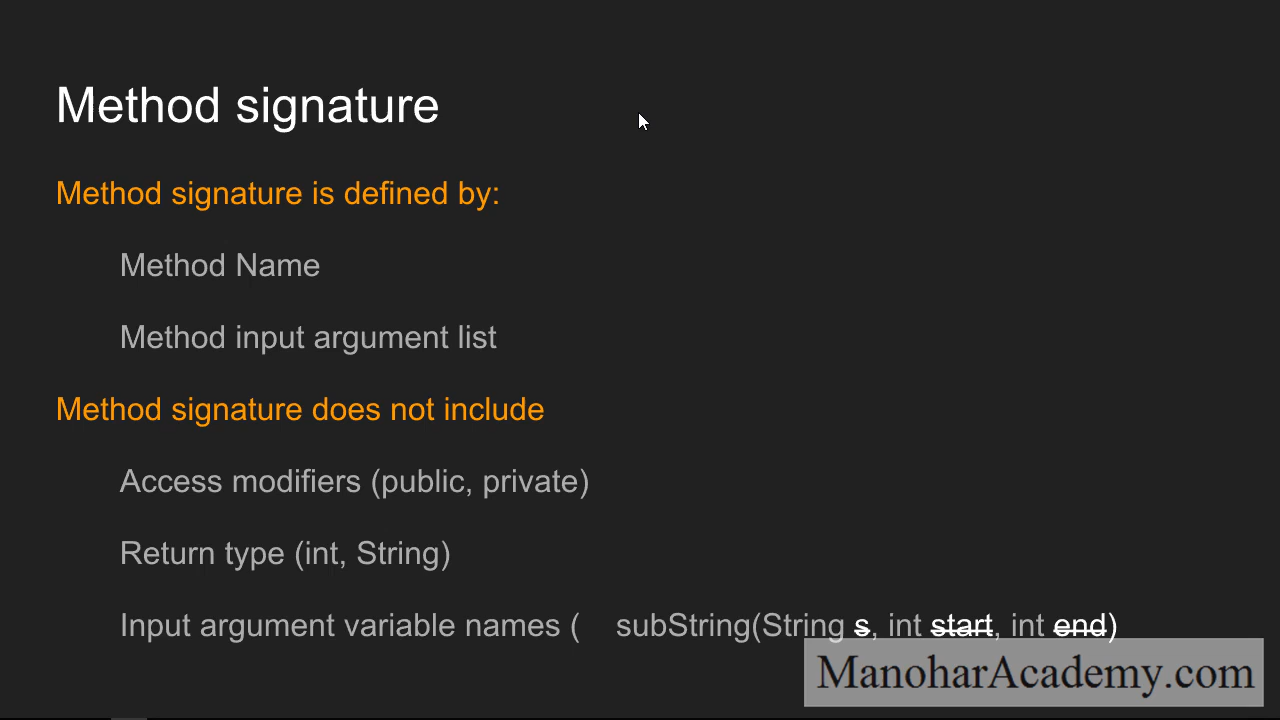 Method signature
Method signature is defined by:
Method Name
Method input argument list
Method signature does not include
Access modifiers (public, private)
Return type (int, String)
Input argument variable names ( subString(String s, int start, int end)
ManoharAcademy.com